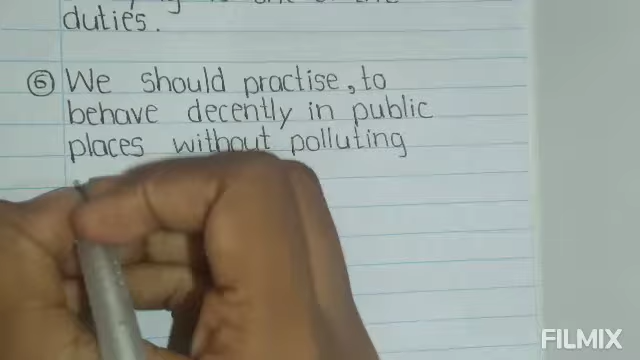 duties.
⑥ We should practise, to
behave decently in public
places without polluting
FILMIX